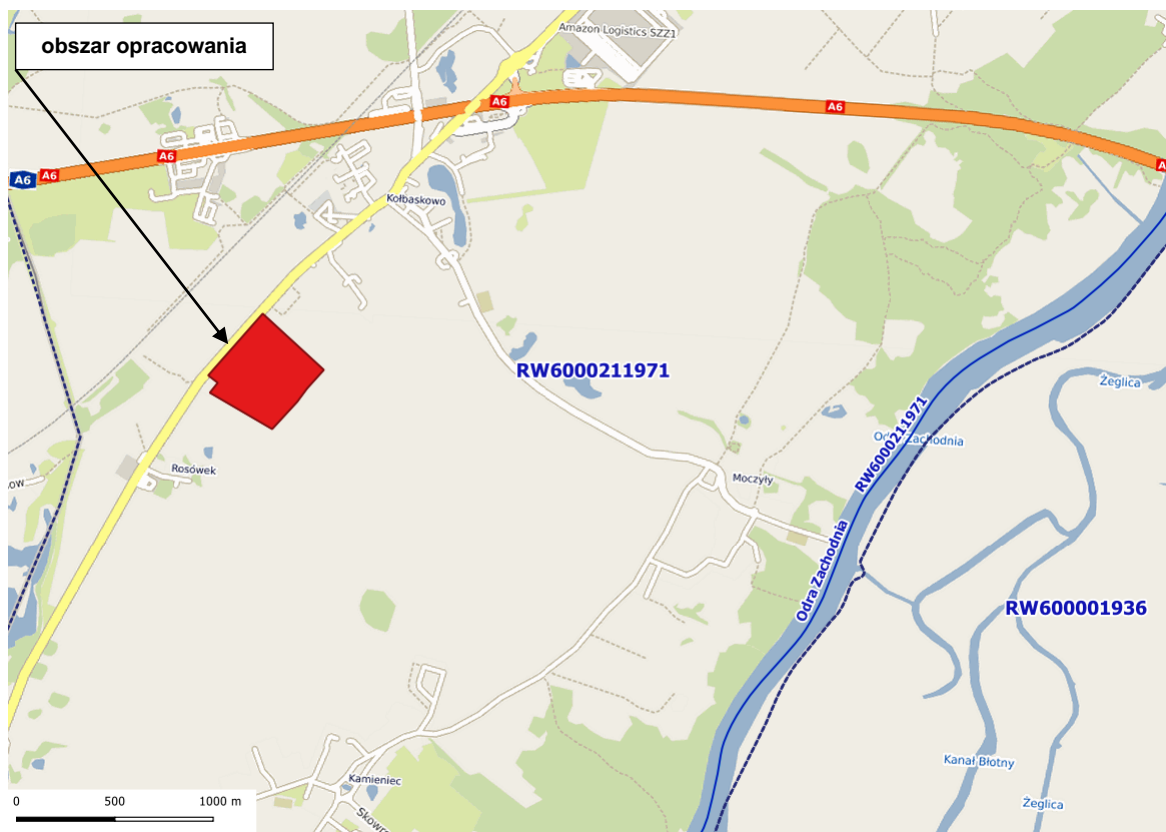 obszar opracowania
Amazon Logistics SZZ1
A6
A6
A6
A6
A6
Kołbaskowo
RW6000211971
Żeglica
Odra Zachodnia
RW6000211971
Rosówek
Moczyły
Odra Zachodnia
RW600001936
Kanał Błotny
Kamieniec
Żeglica
0 500 1000 m